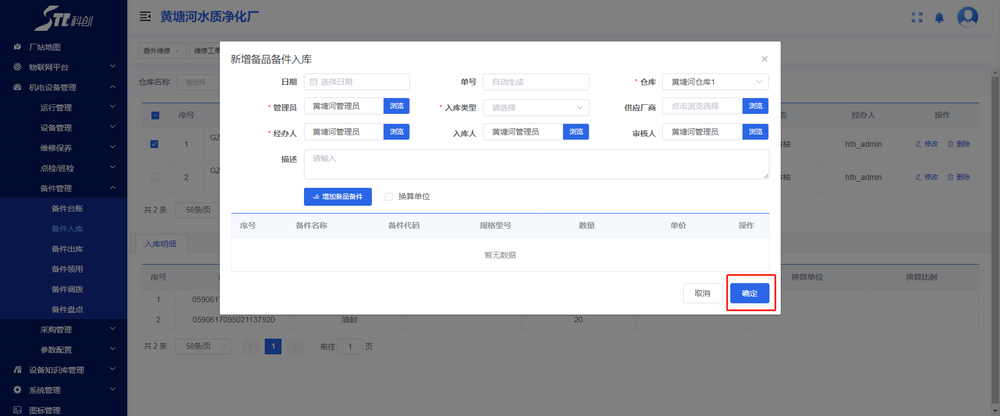 STL科创
黄塘河水质净化厂
厂站地图
物联网平台
机电设备管理
运行管理
设备管理
维修保养
点检/巡检
备件管理
备件台账
备件入库
备件出库
备件领用
备件调拨
备件盘点
采购管理
参数配置
设备知识库管理
系统管理
图标管理
委外维修 ×
维修工单
仓库名称 请选择
序号 态 经办人 操作
1 GZ 核 hth_admin 修改 删除
2 GZ 核 hth_admin 修改 删除
共 2 条 50条/页
新增备品备件入库 ×
日期 选择日期 单号 自动生成 * 仓库 黄塘河仓库1
* 管理员 黄塘河管理员 浏览 * 入库类型 请选择 供应厂商 点击浏览选择 浏览
* 经办人 黄塘河管理员 浏览 入库人 黄塘河管理员 浏览 审核人 黄塘河管理员 浏览
描述 请输入
增加备品备件 换算单位
序号 备件名称 备件代码 规格型号 数量 单价 操作
暂无数据
取消 确定
入库明细
序号 换算单位 换算比例
1 059061
2 0590617095021137920 油封 20
共 2 条 50条/页 < 1 > 前往 1 页